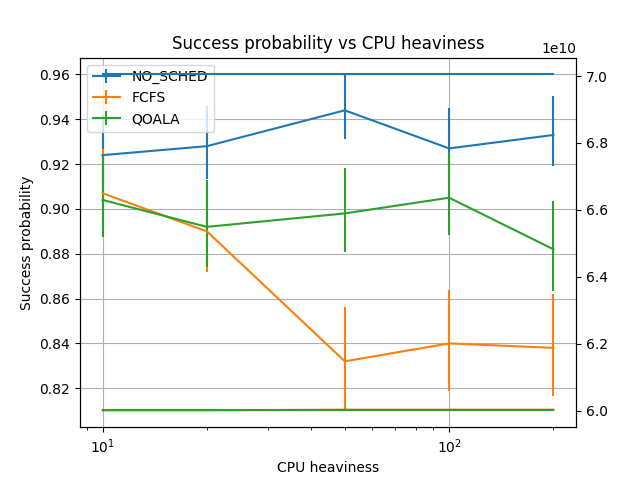 Success probability vs CPU heaviness
1e10
NO_SCHED
FCFS
QOALA
Success probability
0.96
0.94
0.92
0.90
0.88
0.86
0.84
0.82
7.0
6.8
6.6
6.4
6.2
6.0
10¹
10²
CPU heaviness